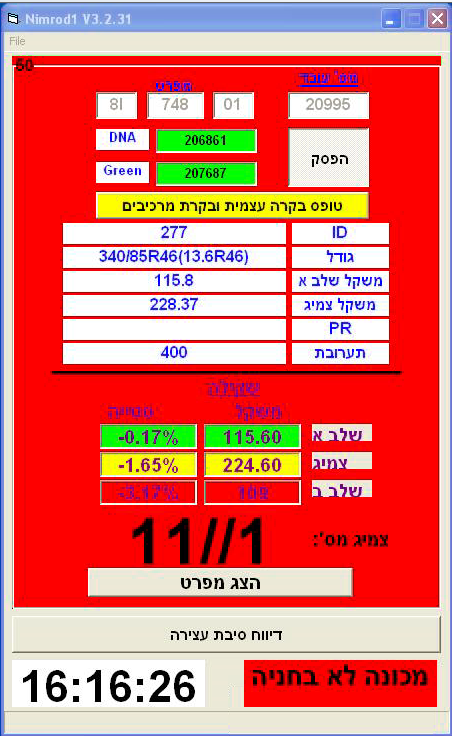 Nimrod1 V3.2.31
File
50
מפרט מס' עובד
8I 748 01 20995
DNA 206861
הפסק
Green 207687
טופס בקרה עצמית ובקרת מרכיבים
ID 277
גודל 340/85R46(13.6R46)
משקל שלב א 115.8
משקל צמיג 228.37
PR
תערובת 400
שקילה
משקל סטייה
שלב א 115.60 -0.17%
צמיג 224.60 -1.65%
שלב ב 109 -3.17%
צמיג מס': 11//1
הצג מפרט
דיווח סיבת עצירה
מכונה לא בחניה
16:16:26